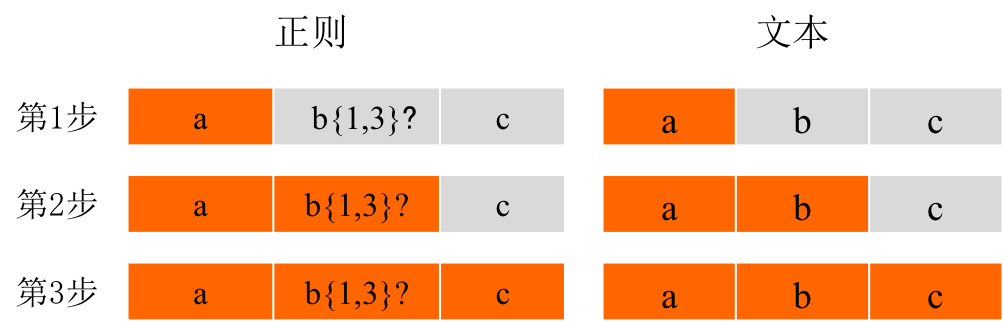 正则 文本
第1步 a b{1,3}? c a b c
第2步 a b{1,3}? c a b c
第3步 a b{1,3}? c a b c